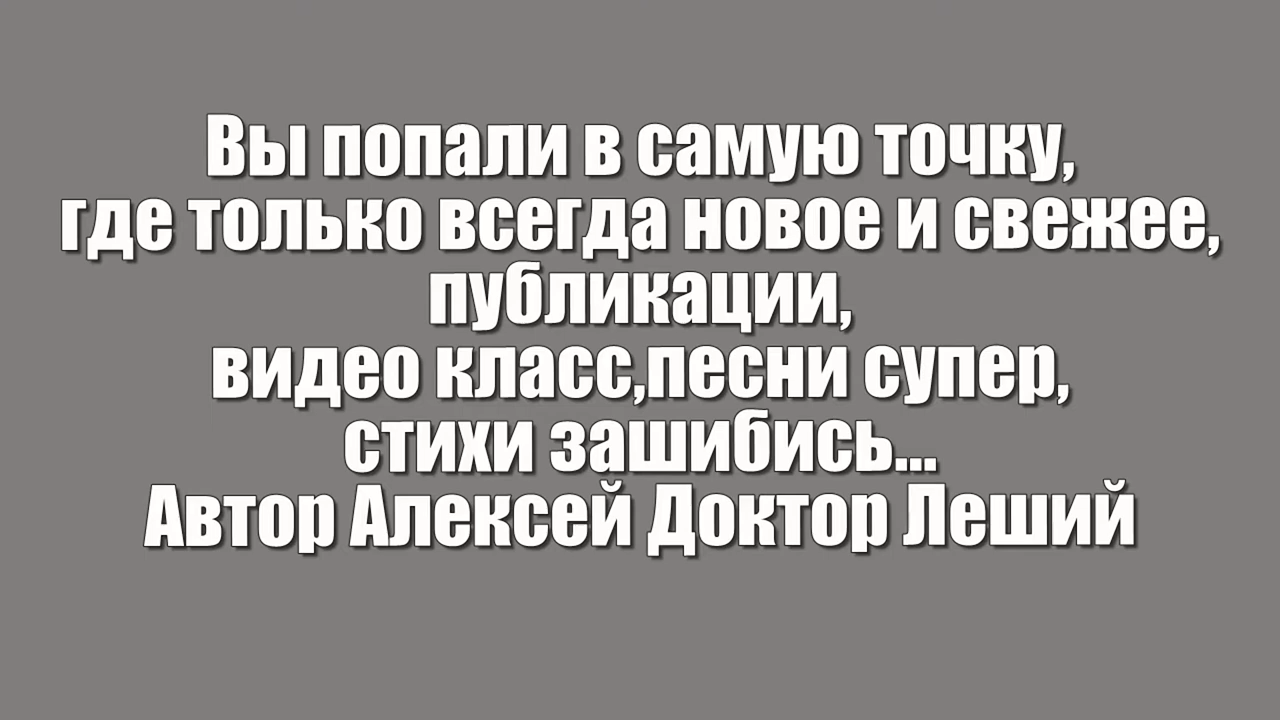 Вы попали в самую точку,
где только всегда новое и свежее,
публикации,
видео класс,песни супер,
стихи зашибись...
Автор Алексей Доктор Леший